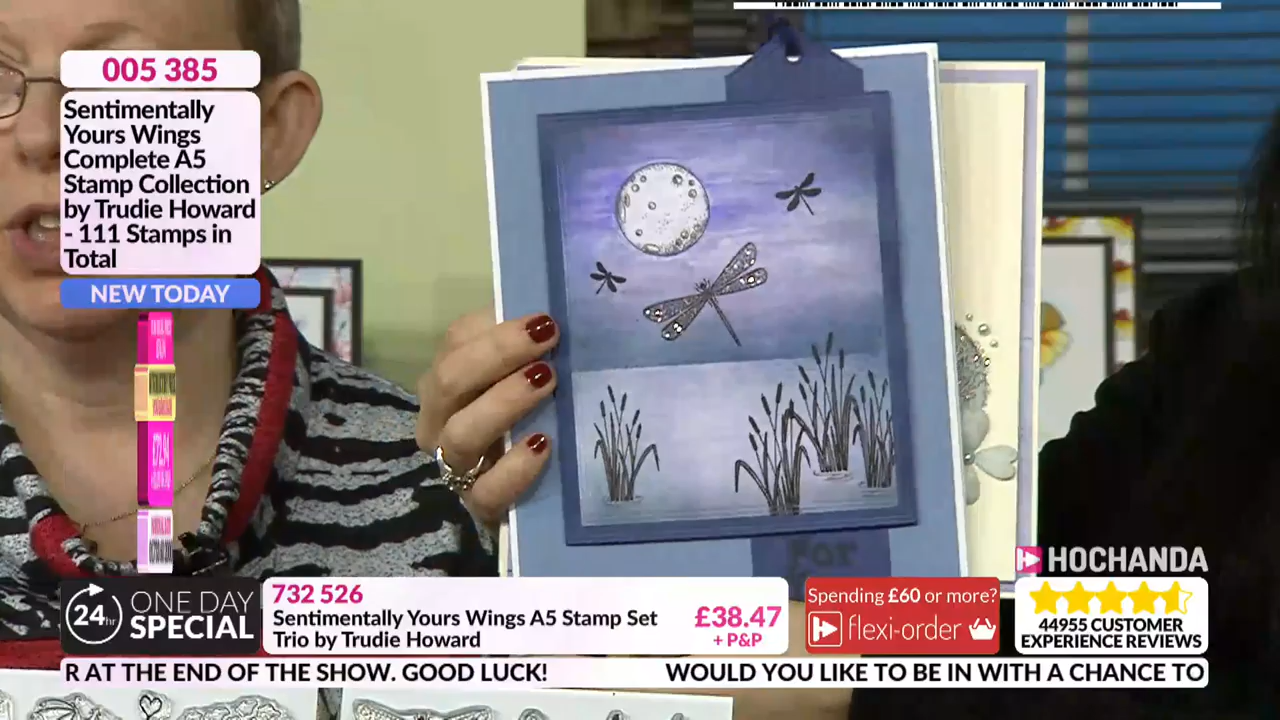 005 385
Sentimentally
Yours Wings
Complete A5
Stamp Collection
by Trudie Howard
- 111 Stamps in
Total
NEW TODAY
For
HOCHANDA
24hr
ONE DAY
SPECIAL
732 526
Sentimentally Yours Wings A5 Stamp Set
Trio by Trudie Howard
£38.47
+ P&P
Spending £60 or more?
flexi-order
44955 CUSTOMER
EXPERIENCE REVIEWS
R AT THE END OF THE SHOW. GOOD LUCK! WOULD YOU LIKE TO BE IN WITH A CHANCE TO